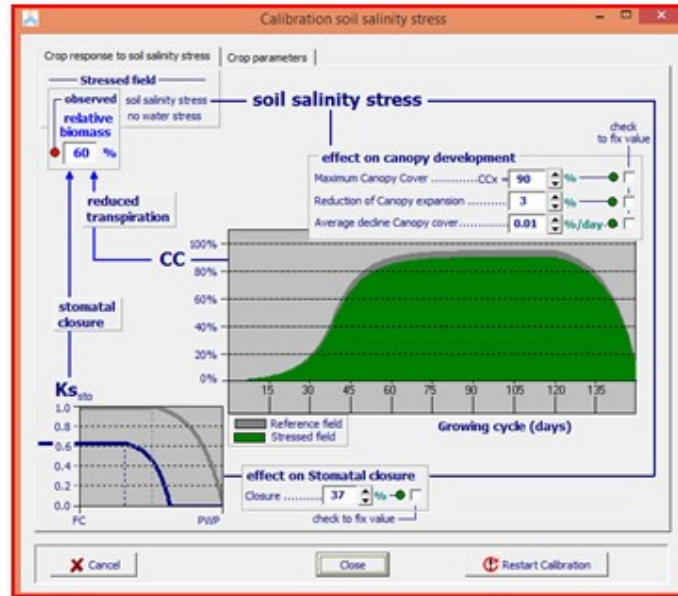 Calibration soil salinity stress
Crop response to soil salinity stress
Crop parameters
Stressed field
observed
soil salinity stress
no water stress
relative
biomass
60 %
soil salinity stress
check
to fix value
effect on canopy development
Maximum Canopy Cover ........... CCx = 90 %
Reduction of Canopy expansion ............ 3 %
Average decline Canopy cover............. 0.01 %/day
reduced
transpiration
CC
100%
80%
60%
40%
20%
0%
15 30 45 60 75 90 105 120 135
stomatal
closure
Reference field
Stressed field
Growing cycle (days)
Ks sto
1.0
0.8
0.6
0.4
0.2
0.0
FC PWP
effect on Stomatal closure
Closure ......... 37 %
check to fix value
Cancel
Close
Restart Calibration